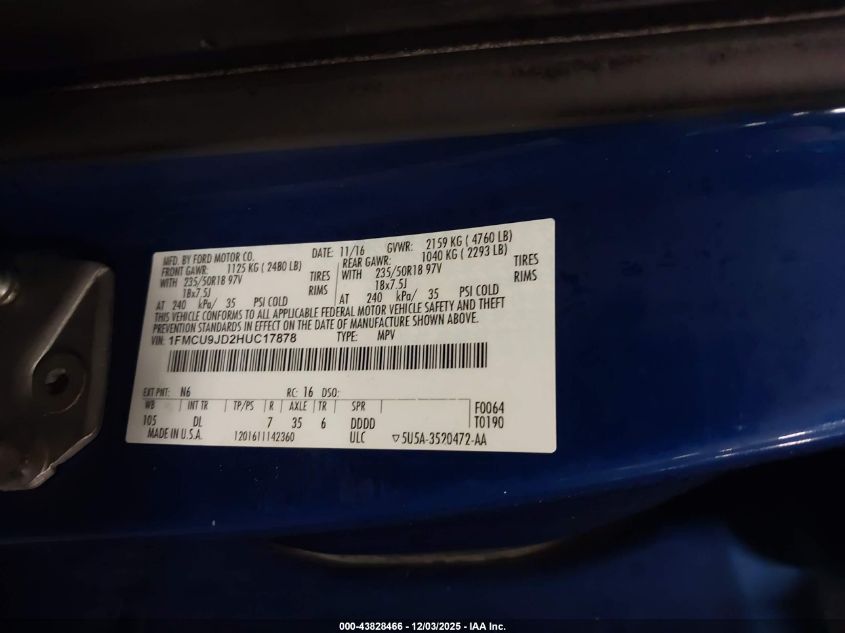 MFD. BY FORD MOTOR CO.
DATE: 11/16 GVWR: 2159 KG ( 4760 LB)
FRONT GAWR: 1125 KG ( 2480 LB) REAR GAWR: 1040 KG ( 2293 LB)
WITH 235/50R18 97V TIRES WITH 235/50R18 97V TIRES
18x7.5J RIMS 18x7.5J RIMS
AT 240 kPa/ 35 PSI COLD AT 240 kPa/ 35 PSI COLD
THIS VEHICLE CONFORMS TO ALL APPLICABLE FEDERAL MOTOR VEHICLE SAFETY AND THEFT
PREVENTION STANDARDS IN EFFECT ON THE DATE OF MANUFACTURE SHOWN ABOVE.
VIN: 1FMCU9JD2HUC17878 TYPE: MPV
EXT PNT: N6 RC: 16 DSO:
WB INT TR TP/PS R AXLE TR SPR F0064
105 DL 7 35 6 DDDD T0190
MADE IN U.S.A. 1201611142360 ULC ▽5U5A-3520472-AA
000-43828466 - 12/03/2025 - IAA Inc.